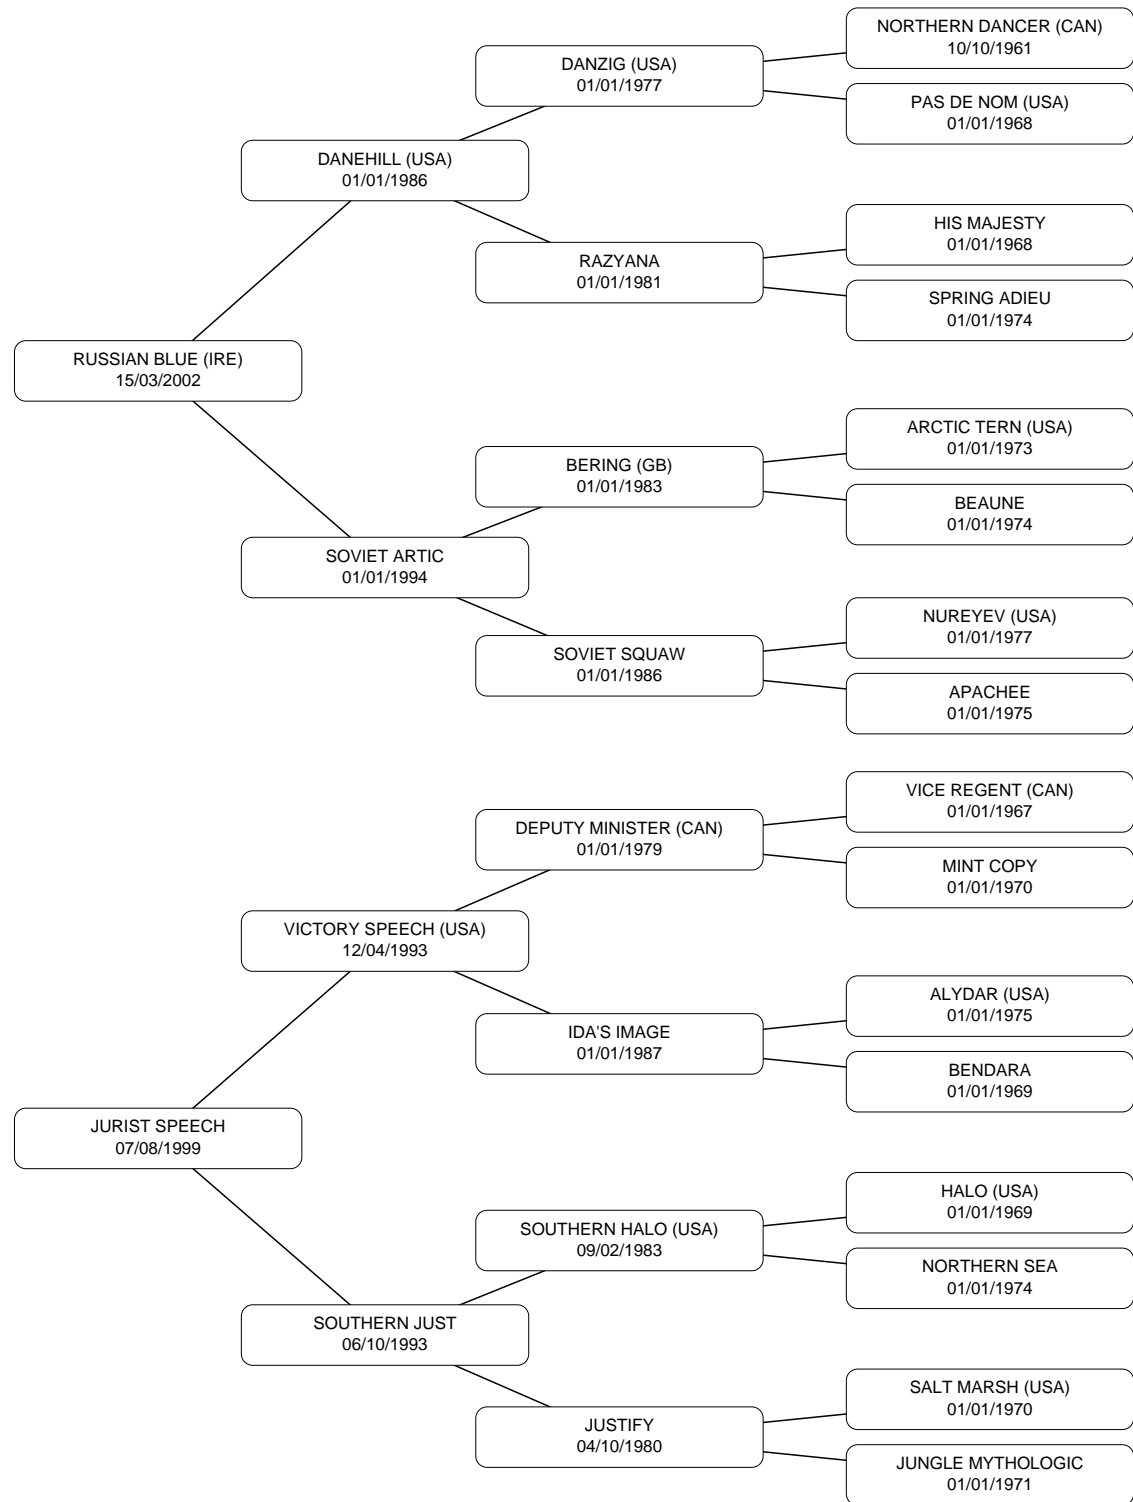 NORTHERN DANCER (CAN)
10/10/1961
DANZIG (USA)
01/01/1977
PAS DE NOM (USA)
01/01/1968
DANEHILL (USA)
01/01/1986
HIS MAJESTY
01/01/1968
RAZYANA
01/01/1981
SPRING ADIEU
01/01/1974
RUSSIAN BLUE (IRE)
15/03/2002
ARCTIC TERN (USA)
01/01/1973
BERING (GB)
01/01/1983
BEAUNE
01/01/1974
SOVIET ARTIC
01/01/1994
NUREYEV (USA)
01/01/1977
SOVIET SQUAW
01/01/1986
APACHEE
01/01/1975
VICE REGENT (CAN)
01/01/1967
DEPUTY MINISTER (CAN)
01/01/1979
MINT COPY
01/01/1970
VICTORY SPEECH (USA)
12/04/1993
ALYDAR (USA)
01/01/1975
IDA'S IMAGE
01/01/1987
BENDARA
01/01/1969
JURIST SPEECH
07/08/1999
HALO (USA)
01/01/1969
SOUTHERN HALO (USA)
09/02/1983
NORTHERN SEA
01/01/1974
SOUTHERN JUST
06/10/1993
SALT MARSH (USA)
01/01/1970
JUSTIFY
04/10/1980
JUNGLE MYTHOLOGIC
01/01/1971